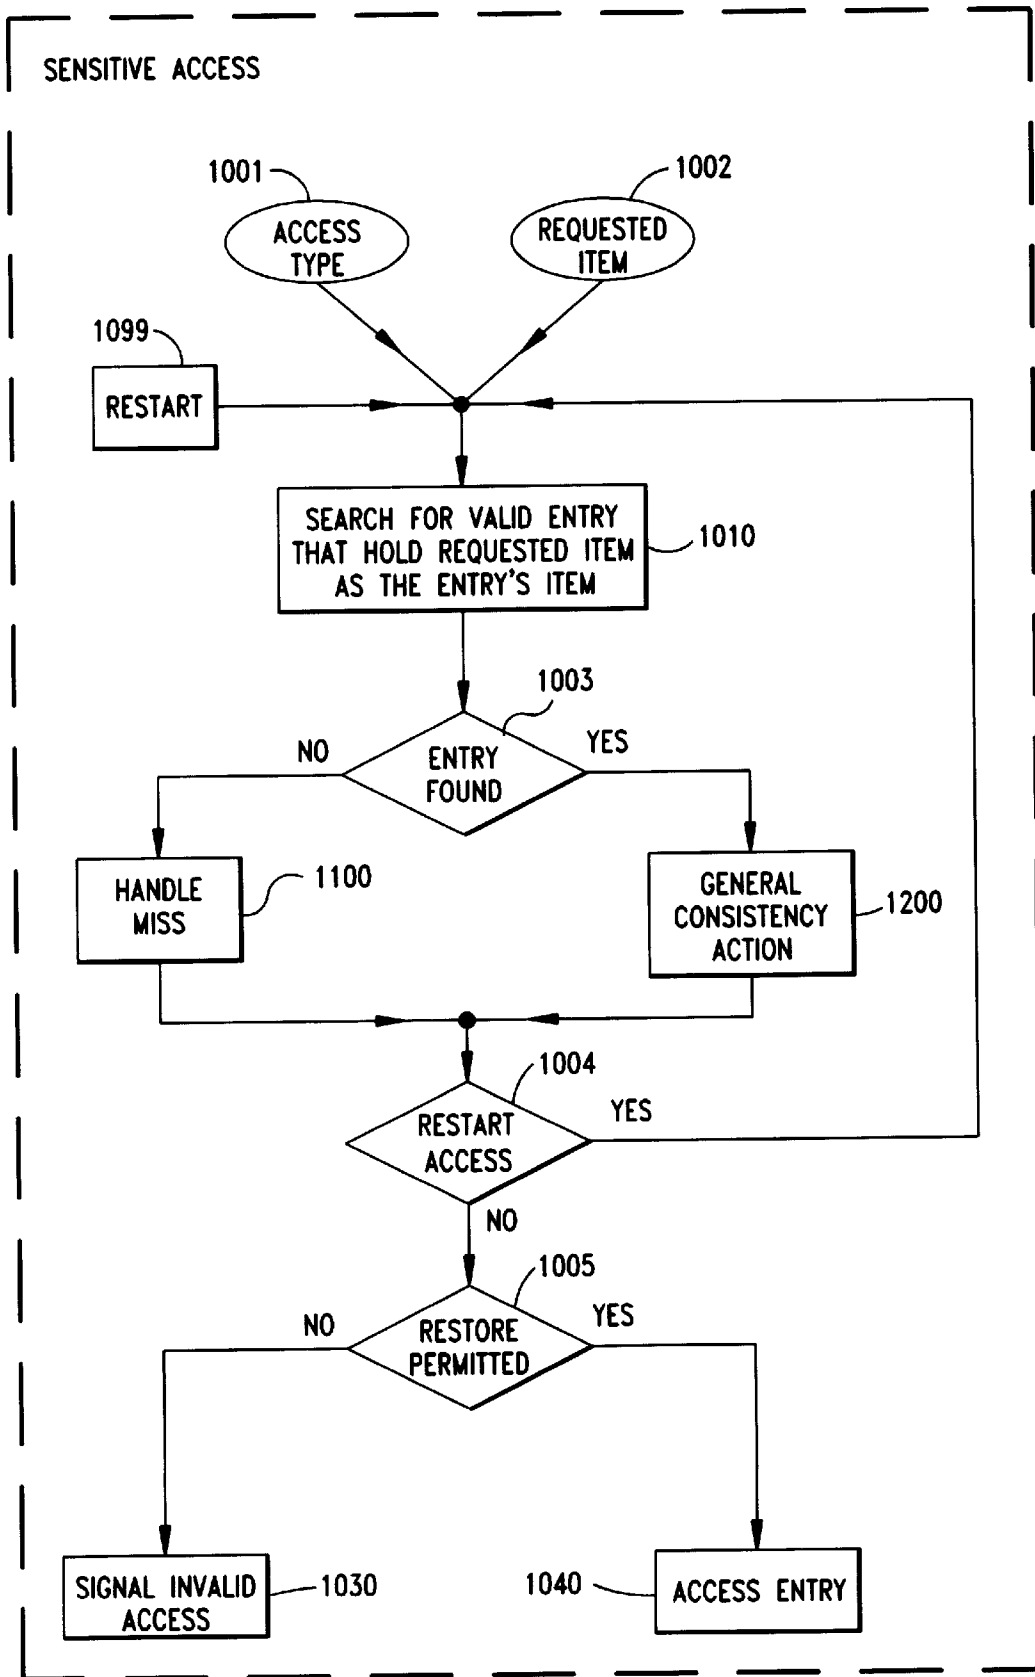 SENSITIVE ACCESS
1001
1002
ACCESS
TYPE
REQUESTED
ITEM
1099
RESTART
SEARCH FOR VALID ENTRY
THAT HOLD REQUESTED ITEM
AS THE ENTRY'S ITEM
1010
1003
NO
YES
ENTRY
FOUND
HANDLE
MISS
1100
GENERAL
CONSISTENCY
ACTION
1200
1004
RESTART
ACCESS
YES
NO
1005
NO
YES
RESTORE
PERMITTED
SIGNAL INVALID
ACCESS
1030
1040
ACCESS ENTRY